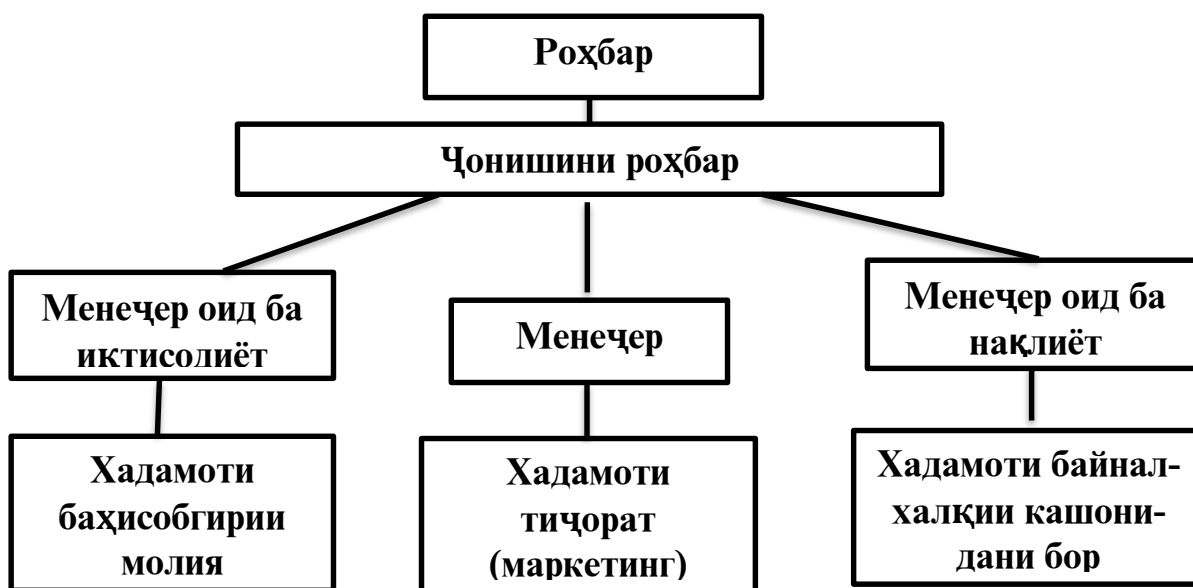 Роҳбар
Ҷонишини роҳбар
Менеҷер оид ба
иқтисодиёт
Менеҷер
Менеҷер оид ба
нақлиёт
Хадамоти
баҳисобгирии
молия
Хадамоти
тиҷорат
(маркетинг)
Хадамоти байнал-
халқии кашони-
дани бор